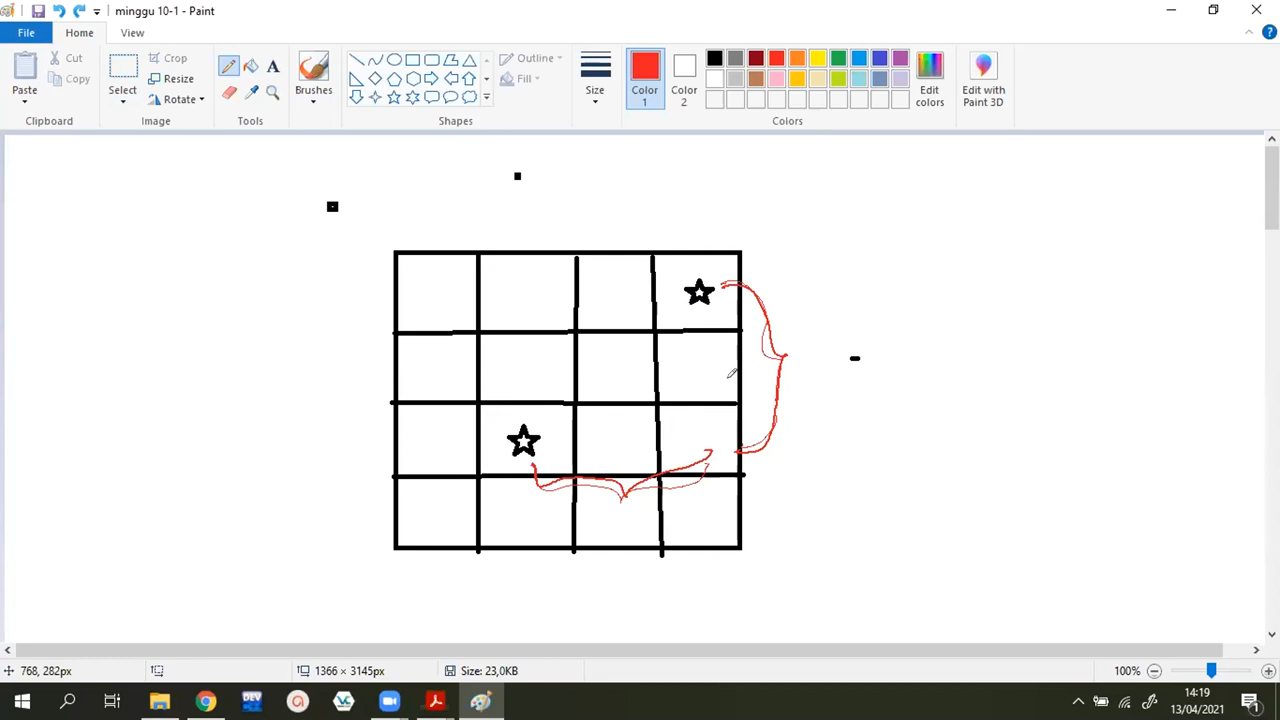 minggu 10-1 - Paint
File Home View
Paste
Cut
Copy
Clipboard
Select
Crop
Resize
Rotate
Image
A
Tools
Brushes
Outline
Fill
Shapes
Size
Color 1
Color 2
Edit colors
Colors
Edit with Paint 3D
768, 282px
1366 × 3145px
Size: 23,0KB
100%
DEV
14:19
13/04/2021
1